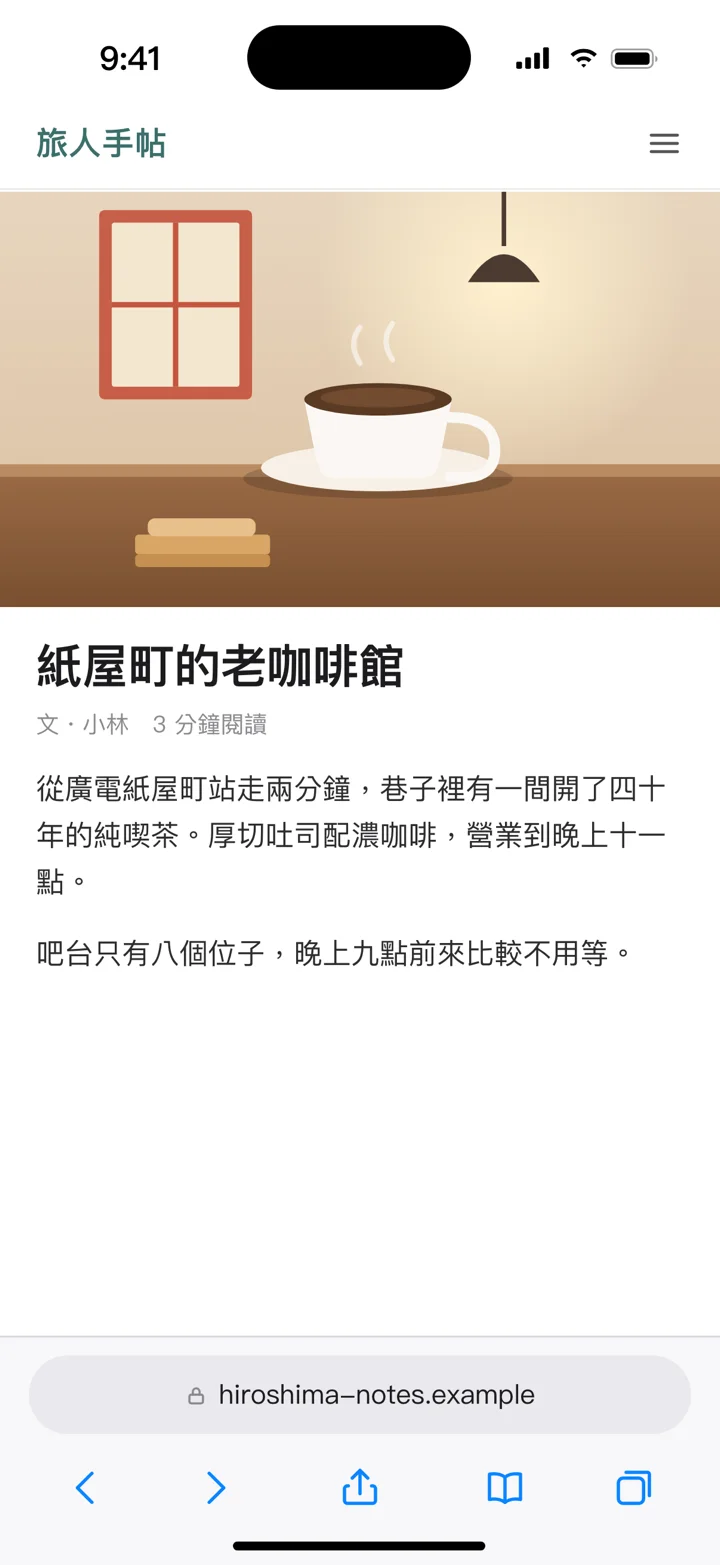 9:41
旅人手帖
紙屋町的老咖啡館
文・小林 3 分鐘閱讀
從廣電紙屋町站走兩分鐘，巷子裡有一間開了四十
年的純喫茶。厚切吐司配濃咖啡，營業到晚上十一
點。
吧台只有八個位子，晚上九點前來比較不用等。
hiroshima-notes.example